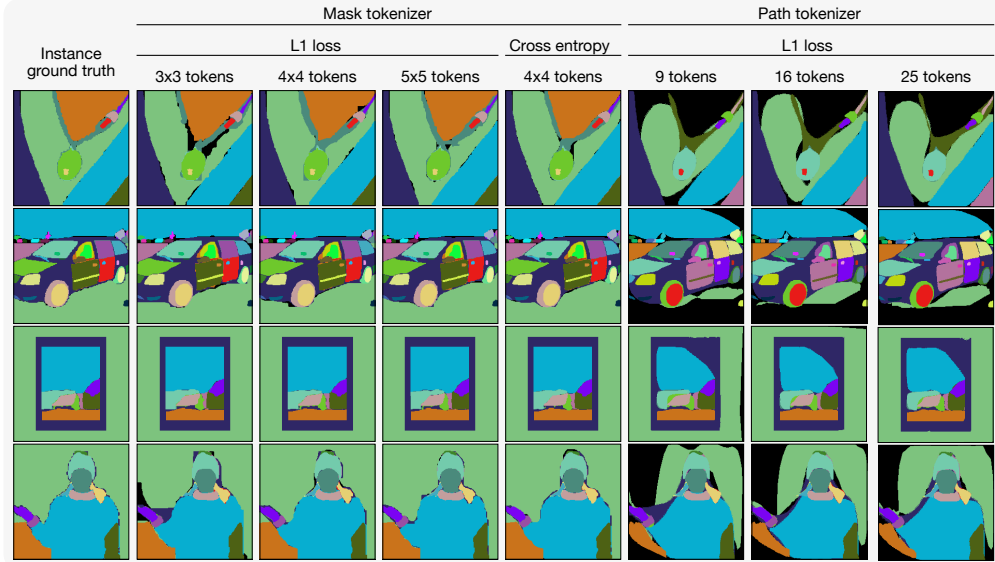 Mask tokenizer
Path tokenizer
Instance
ground truth
L1 loss
Cross entropy
L1 loss
3x3 tokens
4x4 tokens
5x5 tokens
4x4 tokens
9 tokens
16 tokens
25 tokens